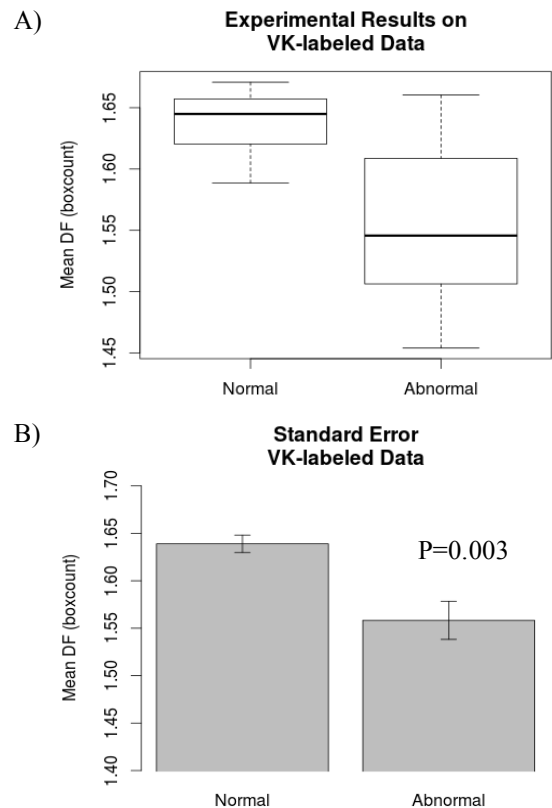 A)
Experimental Results on
VK-labeled Data
Mean DF (boxcount)
1.65
1.60
1.55
1.50
1.45
Normal Abnormal
B)
Standard Error
VK-labeled Data
Mean DF (boxcount)
1.70
1.65
1.60
1.55
1.50
1.45
1.40
P=0.003
Normal Abnormal